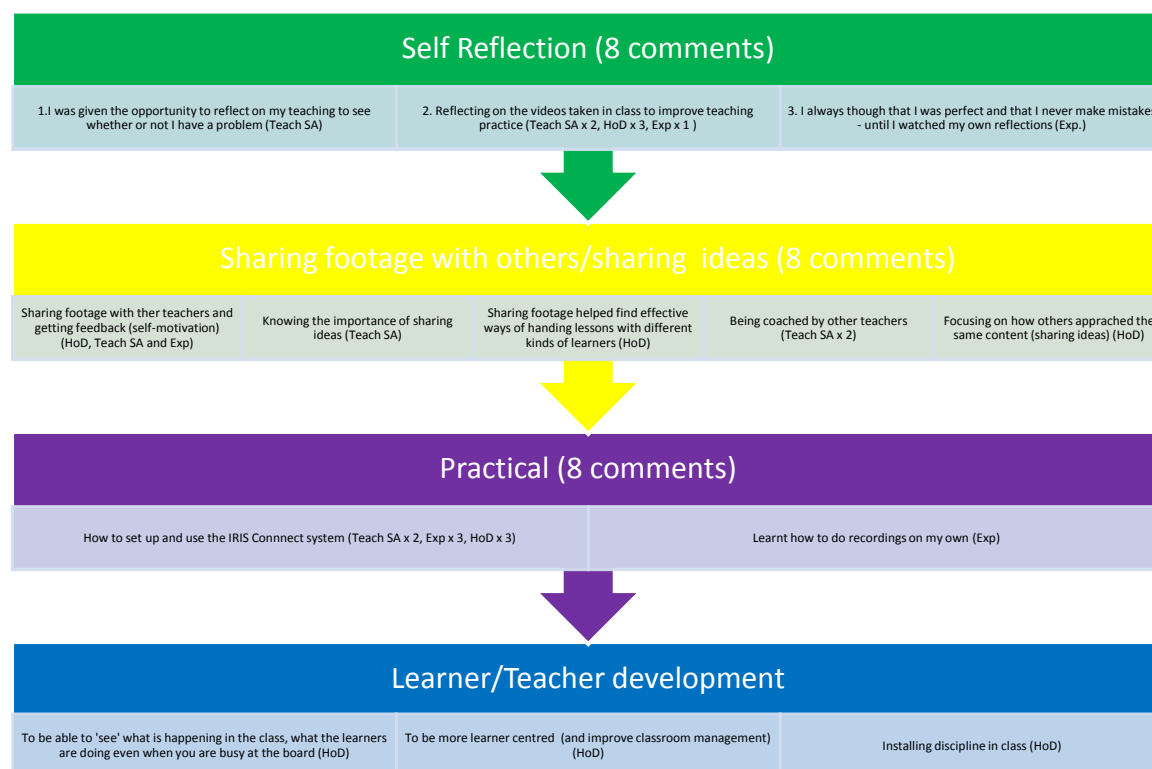 Self Reflection (8 comments)
1.I was given the opportunity to reflect on my teaching to see
whether or not I have a problem (Teach SA)
2. Reflecting on the videos taken in class to improve teaching
practice (Teach SA x 2, HoD x 3, Exp x 1 )
3. I always though that I was perfect and that I never make mistakes
- until I watched my own reflections (Exp.)
Sharing footage with others/sharing ideas (8 comments)
Sharing footage with ther teachers and
getting feedback (self-motivation)
(HoD, Teach SA and Exp)
Knowing the importance of sharing
ideas (Teach SA)
Sharing footage helped find effective
ways of handing lessons with different
kinds of learners (HoD)
Being coached by other teachers
(Teach SA x 2)
Focusing on how others apprached the
same content (sharing ideas) (HoD)
Practical (8 comments)
How to set up and use the IRIS Connnect system (Teach SA x 2, Exp x 3, HoD x 3)
Learnt how to do recordings on my own (Exp)
Learner/Teacher development
To be able to 'see' what is happening in the class, what the learners
are doing even when you are busy at the board (HoD)
To be more learner centred (and improve classroom management)
(HoD)
Installing discipline in class (HoD)